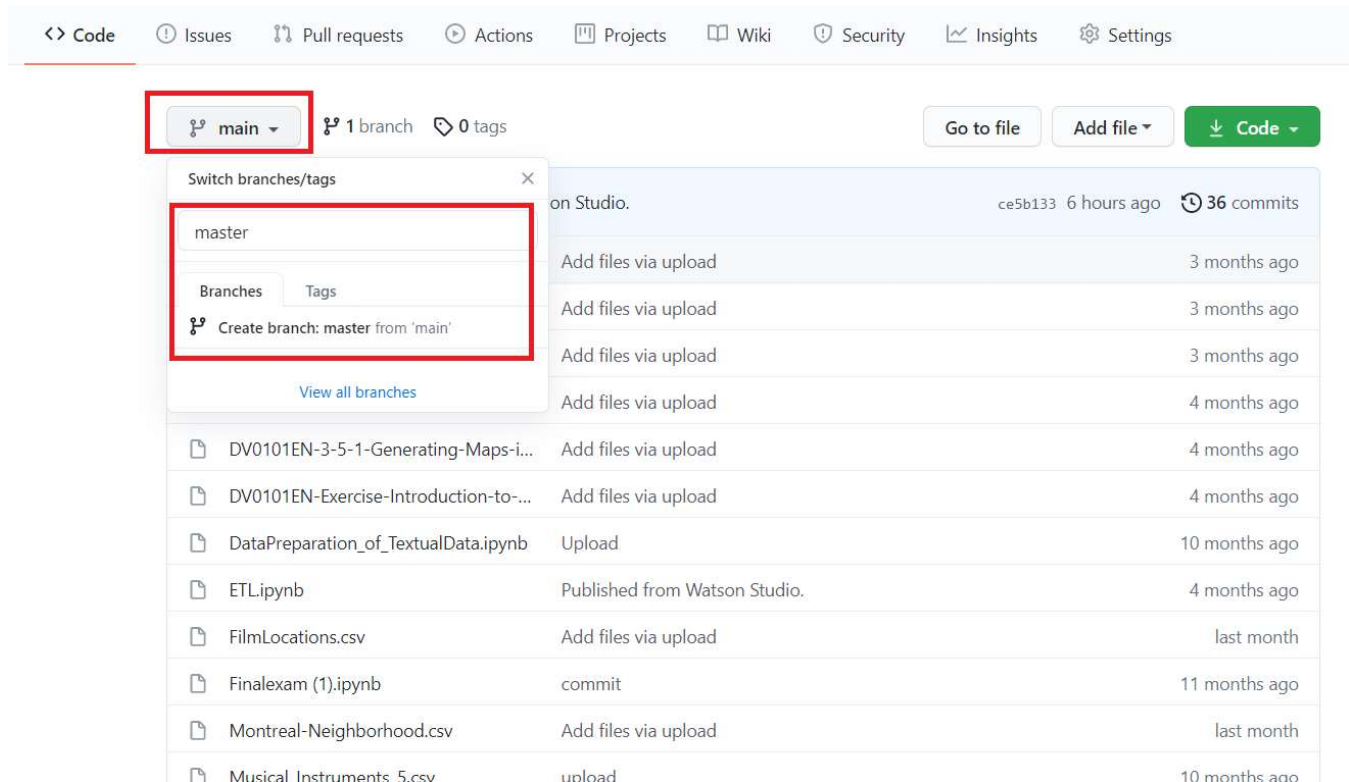 Code Issues Pull requests Actions Projects Wiki Security Insights Settings
main 1 branch 0 tags Go to file Add file Code
Switch branches/tags
on Studio. ce5b133 6 hours ago 36 commits
master
Add files via upload 3 months ago
Branches Tags
Add files via upload 3 months ago
Create branch: master from 'main'
Add files via upload 3 months ago
View all branches
Add files via upload 4 months ago
DV0101EN-3-5-1-Generating-Maps-i... Add files via upload 4 months ago
DV0101EN-Exercise-Introduction-to-... Add files via upload 4 months ago
DataPreparation_of_TextualData.ipynb Upload 10 months ago
ETL.ipynb Published from Watson Studio. 4 months ago
FilmLocations.csv Add files via upload last month
Finalexam (1).ipynb commit 11 months ago
Montreal-Neighborhood.csv Add files via upload last month
Musical_Instruments_5.csv upload 10 months ago